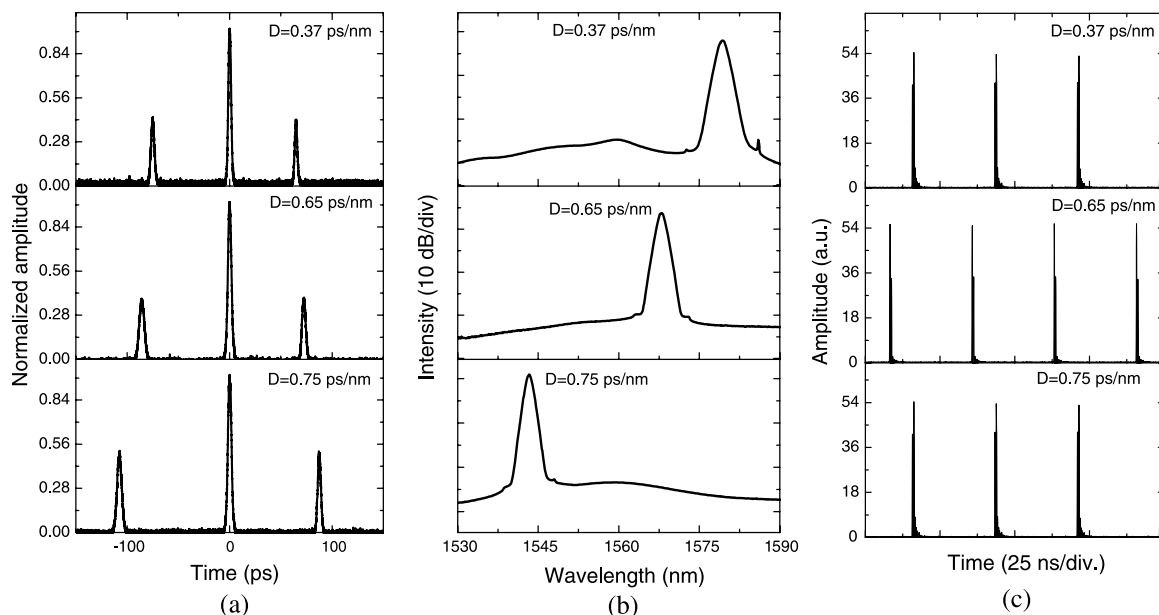 D=0.37 ps/nm
0.84
0.56
0.28
0.00
D=0.65 ps/nm
0.84
0.56
0.28
0.00
D=0.75 ps/nm
0.84
0.56
0.28
0.00
-100 0 100
Normalized amplitude
Time (ps)
(a)
D=0.37 ps/nm
D=0.65 ps/nm
D=0.75 ps/nm
Intensity (10 dB/div)
1530 1545 1560 1575 1590
Wavelength (nm)
(b)
D=0.37 ps/nm
54
36
18
0
D=0.65 ps/nm
54
36
18
0
D=0.75 ps/nm
54
36
18
0
Amplitude (a.u.)
Time (25 ns/div.)
(c)